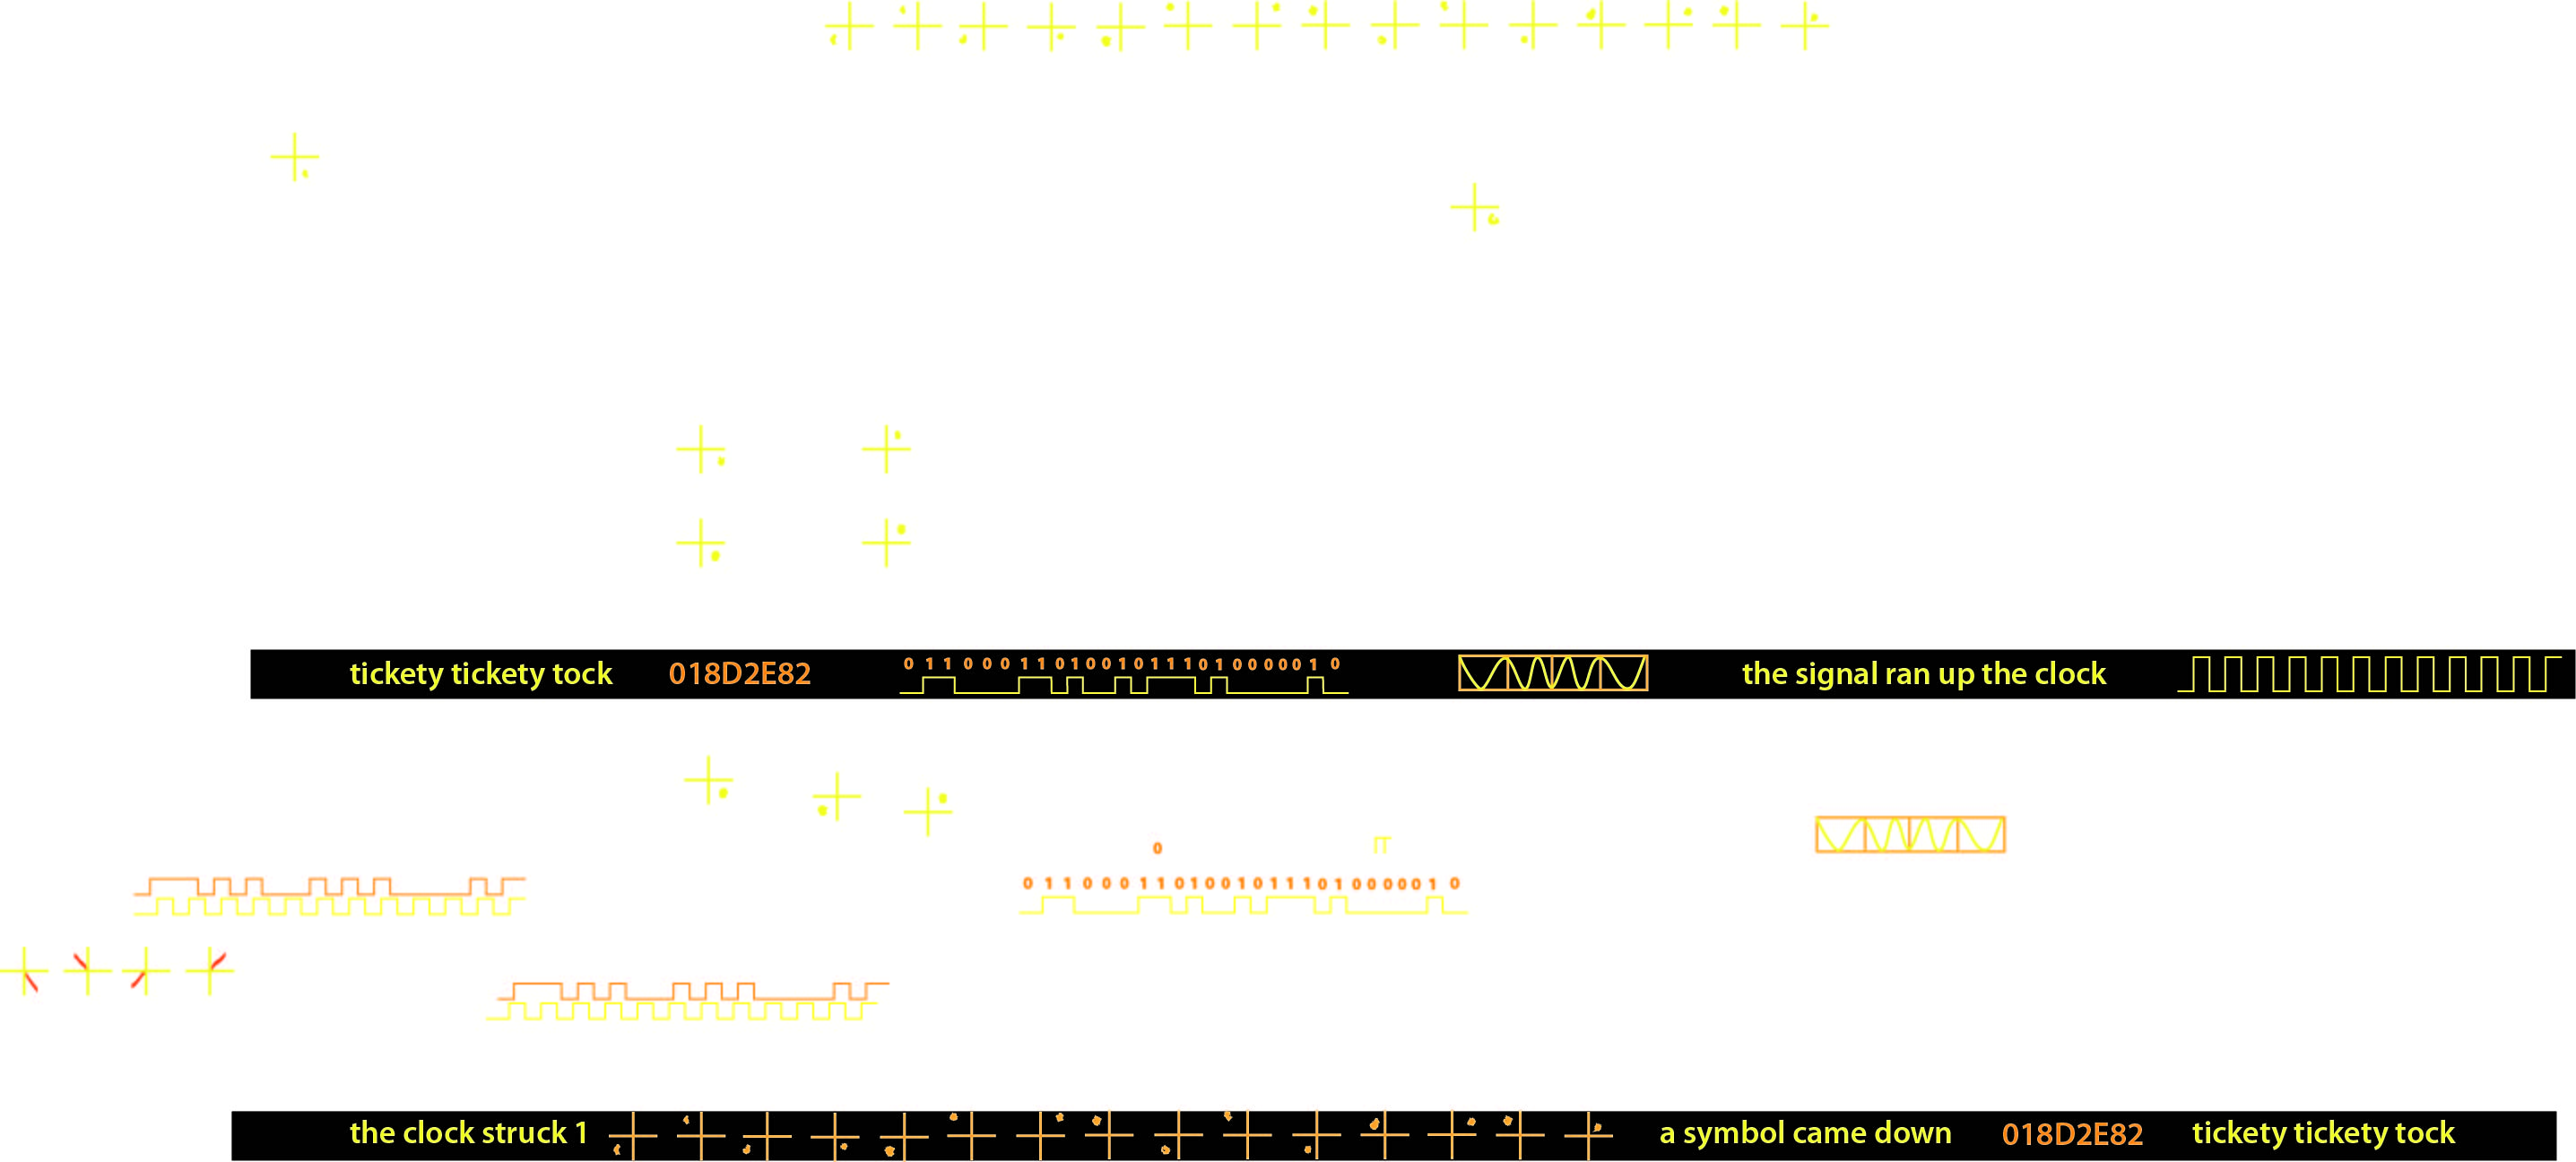 tickety tickety tock 018D2E82 0 1 1 0 0 0 1 1 0 1 0 0 1 0 1 1 1 0 1 0 0 0 0 0 1 0 the signal ran up the clock
0
0 1 1 0 0 0 1 1 0 1 0 0 1 0 1 1 1 0 1 0 0 0 0 0 1 0
the clock struck 1 a symbol came down 018D2E82 tickety tickety tock